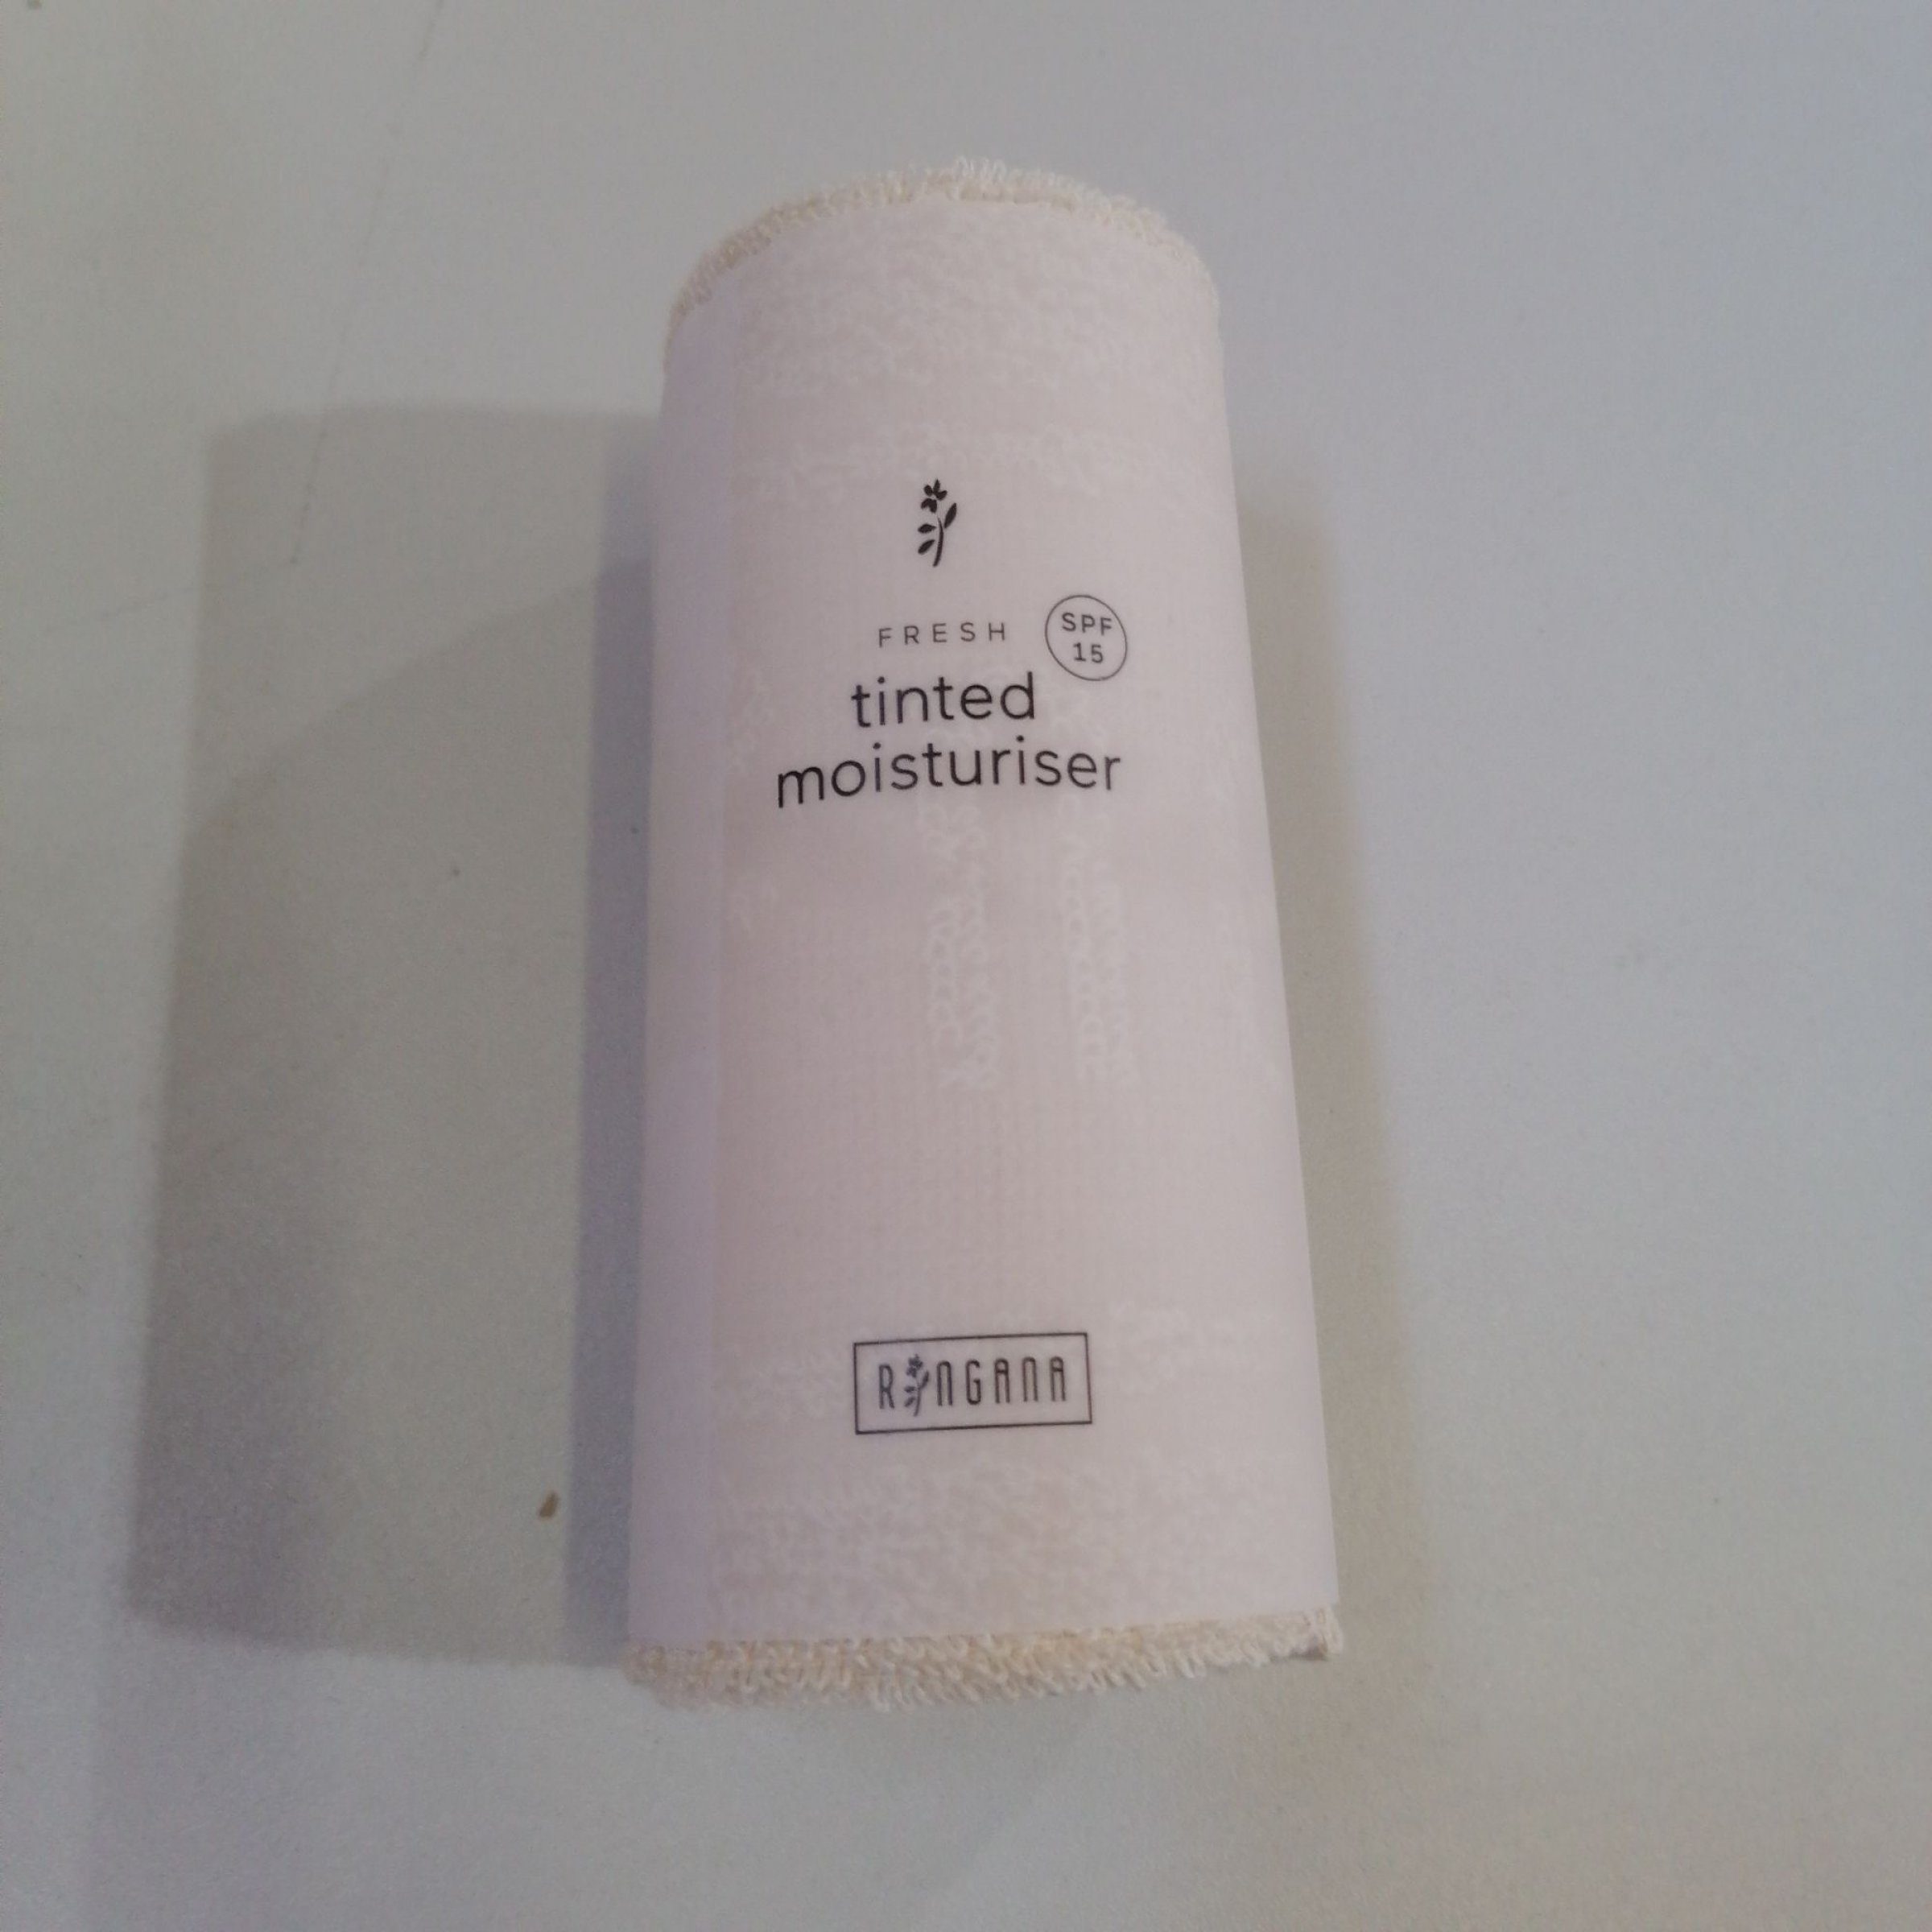 FRESH
SPF
15
tinted
moisturiser
RINGANA